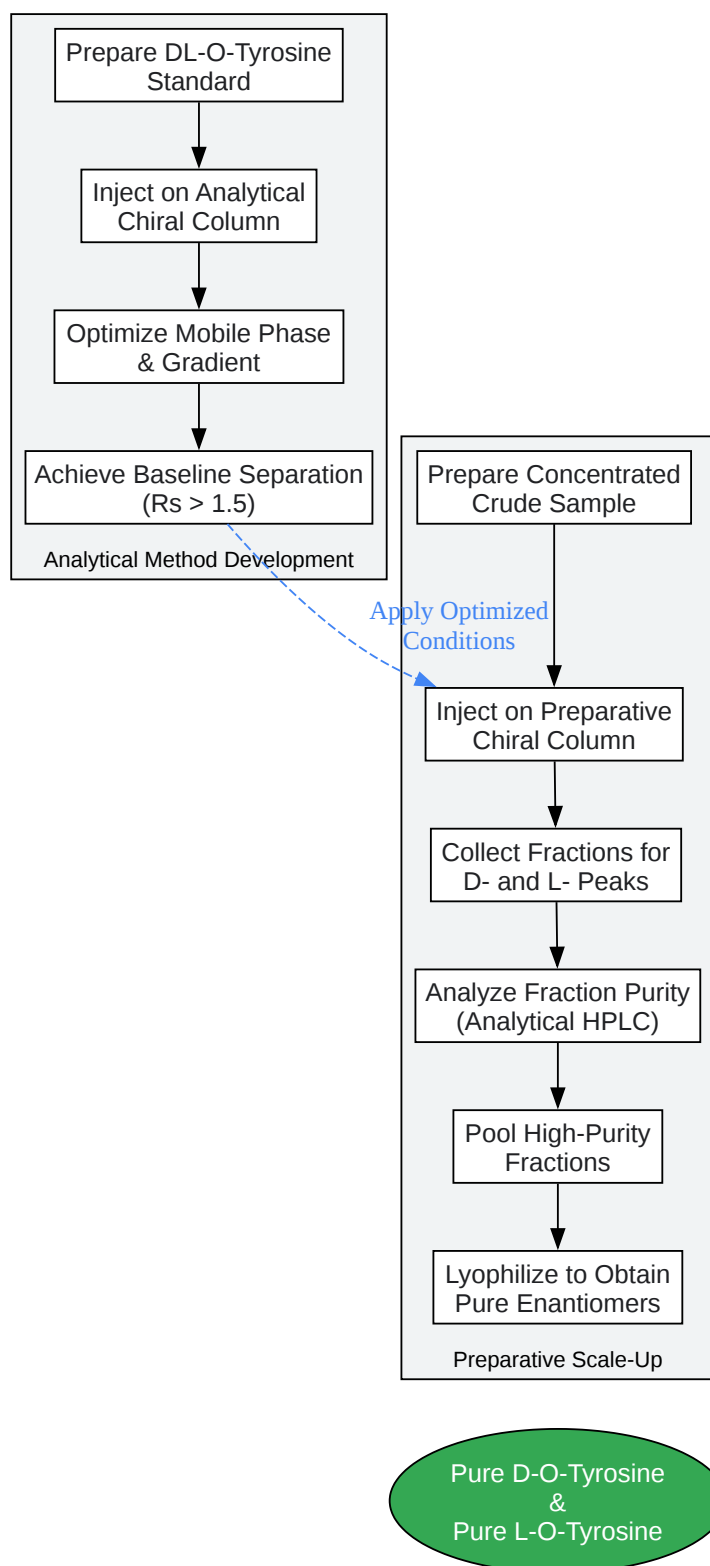 Prepare DL-O-Tyrosine
Standard
Inject on Analytical
Chiral Column
Optimize Mobile Phase
& Gradient
Achieve Baseline Separation
(Rs > 1.5)
Analytical Method Development
Prepare Concentrated
Crude Sample
Apply Optimized
Conditions
Inject on Preparative
Chiral Column
Collect Fractions for
D- and L- Peaks
Analyze Fraction Purity
(Analytical HPLC)
Pool High-Purity
Fractions
Lyophilize to Obtain
Pure Enantiomers
Preparative Scale-Up
Pure D-O-Tyrosine
&
Pure L-O-Tyrosine